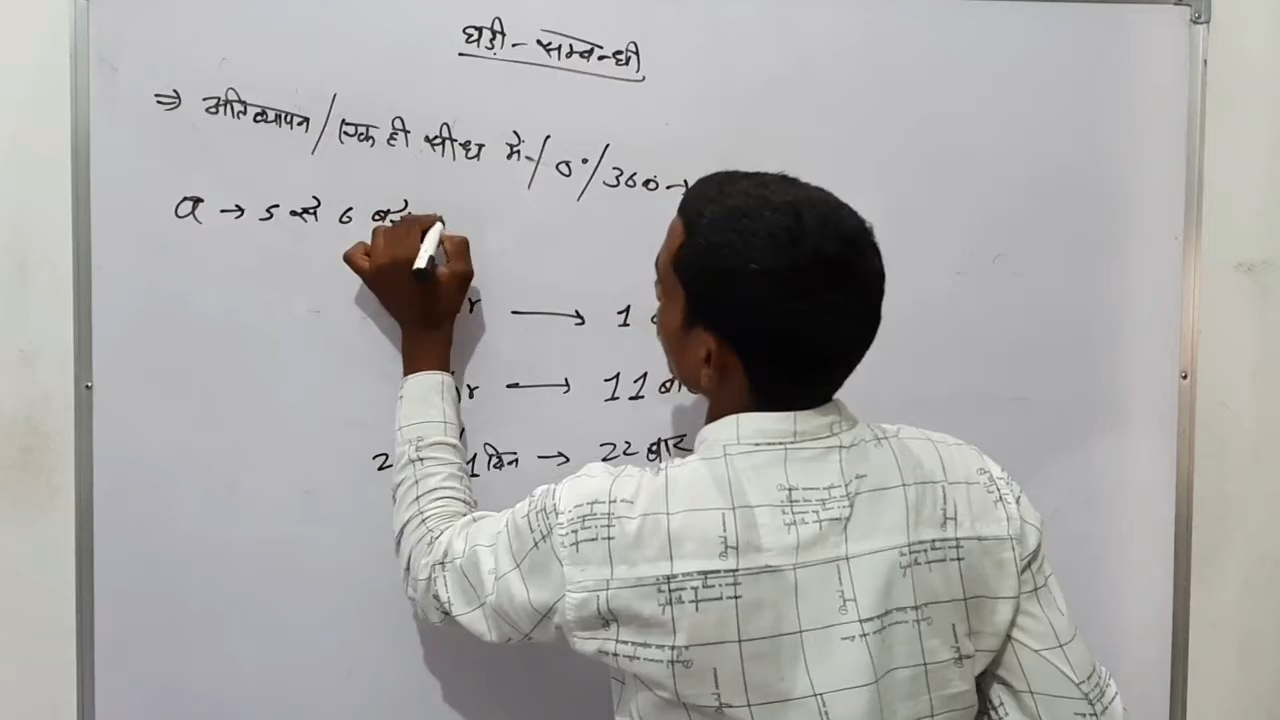 घड़ी - सम्बन्धी
⇒ अतिव्यापन / एक ही सीध में / 0° / 360 →
Q → 5 से 6
→ 1
→ 11 बार
2 1 दिन → 22 बार